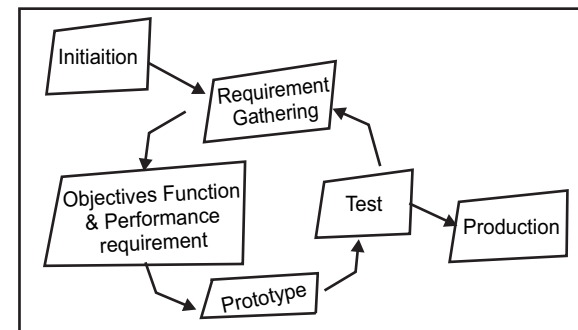 Initiaition
Requirement
Gathering
Objectives Function
& Performance
requirement
Test
Production
Prototype